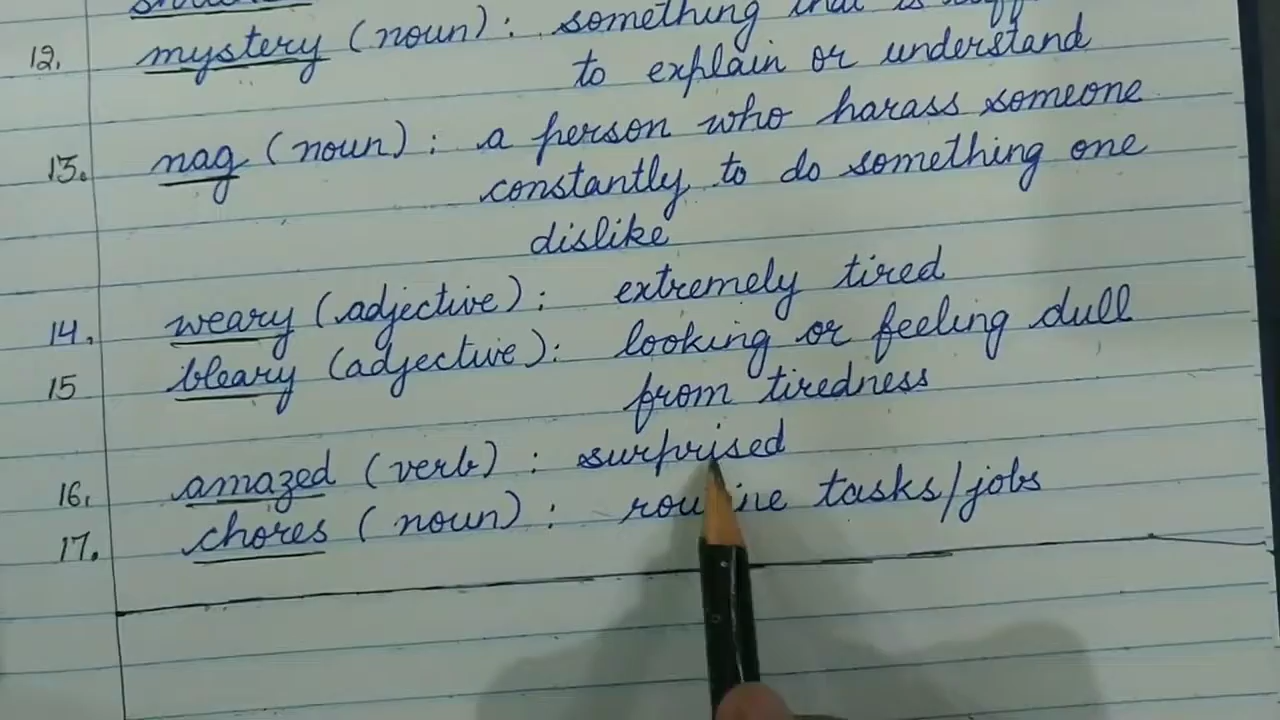 12. mystery (noun): something that is
to explain or understand
13. nag (noun): a person who harass someone
constantly to do something one
dislike
14. weary (adjective): extremely tired
15 bleary (adjective): looking or feeling dull
from tiredness
16. amazed (verb): surprised
17. chores (noun): routine tasks/jobs